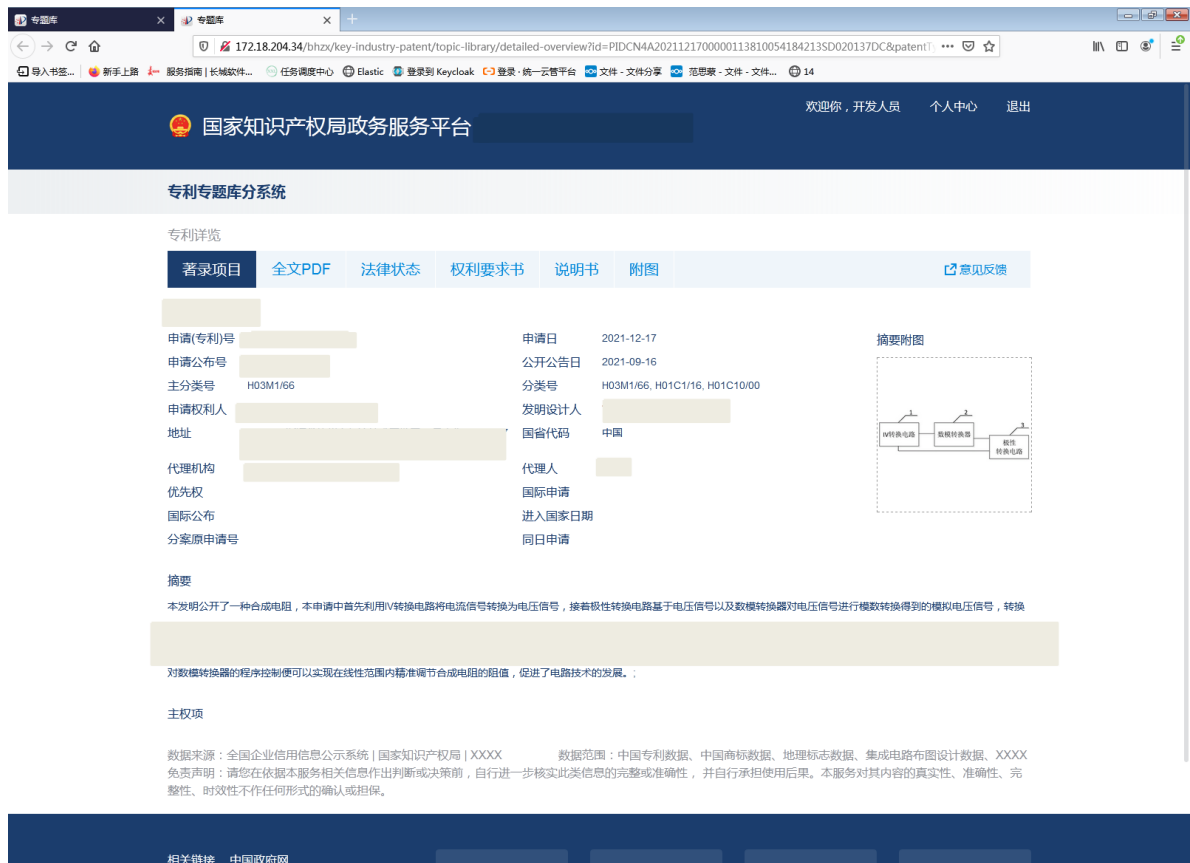 专题库
专题库
172.18.204.34/bhzx/key-industry-patent/topic-library/detailed-overview?id=PIDCN4A202112170000011381005418​4213SD020137DC&patentT
导入书签... 新手上路 服务指南 | 长城软件... 任务调度中心 Elastic 登录到 Keycloak 登录 · 统一云管平台 文件 - 文件分享 范思蒙 - 文件 - 文件... 14
欢迎你，开发人员 个人中心 退出
国家知识产权局政务服务平台
专利专题库分系统
专利详览
著录项目 全文PDF 法律状态 权利要求书 说明书 附图 意见反馈
申请(专利)号 申请日 2021-12-17 摘要附图
申请公布号 公开公告日 2021-09-16
主分类号 H03M1/66 分类号 H03M1/66, H01C1/16, H01C10/00
申请权利人 发明设计人
地址 国省代码 中国
代理机构 代理人
优先权 国际申请
国际公布 进入国家日期
分案原申请号 同日申请
1 2 3
IV转换电路 数模转换器
极性
转换电路
摘要
本发明公开了一种合成电阻，本申请中首先利用IV转换电路将电流信号转换为电压信号，接着极性转换电路基于电压信号以及数模转换器对电压信号进行模数转换得到的模拟电压信号，转换
对数模转换器的程序控制便可以实现在线性范围内精准调节合成电阻的阻值，促进了电路技术的发展。;
主权项
数据来源：全国企业信用信息公示系统 | 国家知识产权局 | XXXX 数据范围：中国专利数据、中国商标数据、地理标志数据、集成电路布图设计数据、XXXX
免责声明：请您在依据本服务相关信息作出判断或决策前，自行进一步核实此类信息的完整或准确性，并自行承担使用后果。本服务对其内容的真实性、准确性、完
整性、时效性不作任何形式的确认或担保。
相关链接 中国政府网